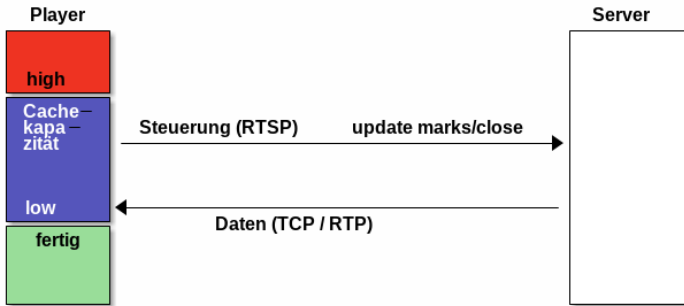 Player
Server
high
Cache-
kapa-
zität
Steuerung (RTSP)
update marks/close
low
Daten (TCP / RTP)
fertig